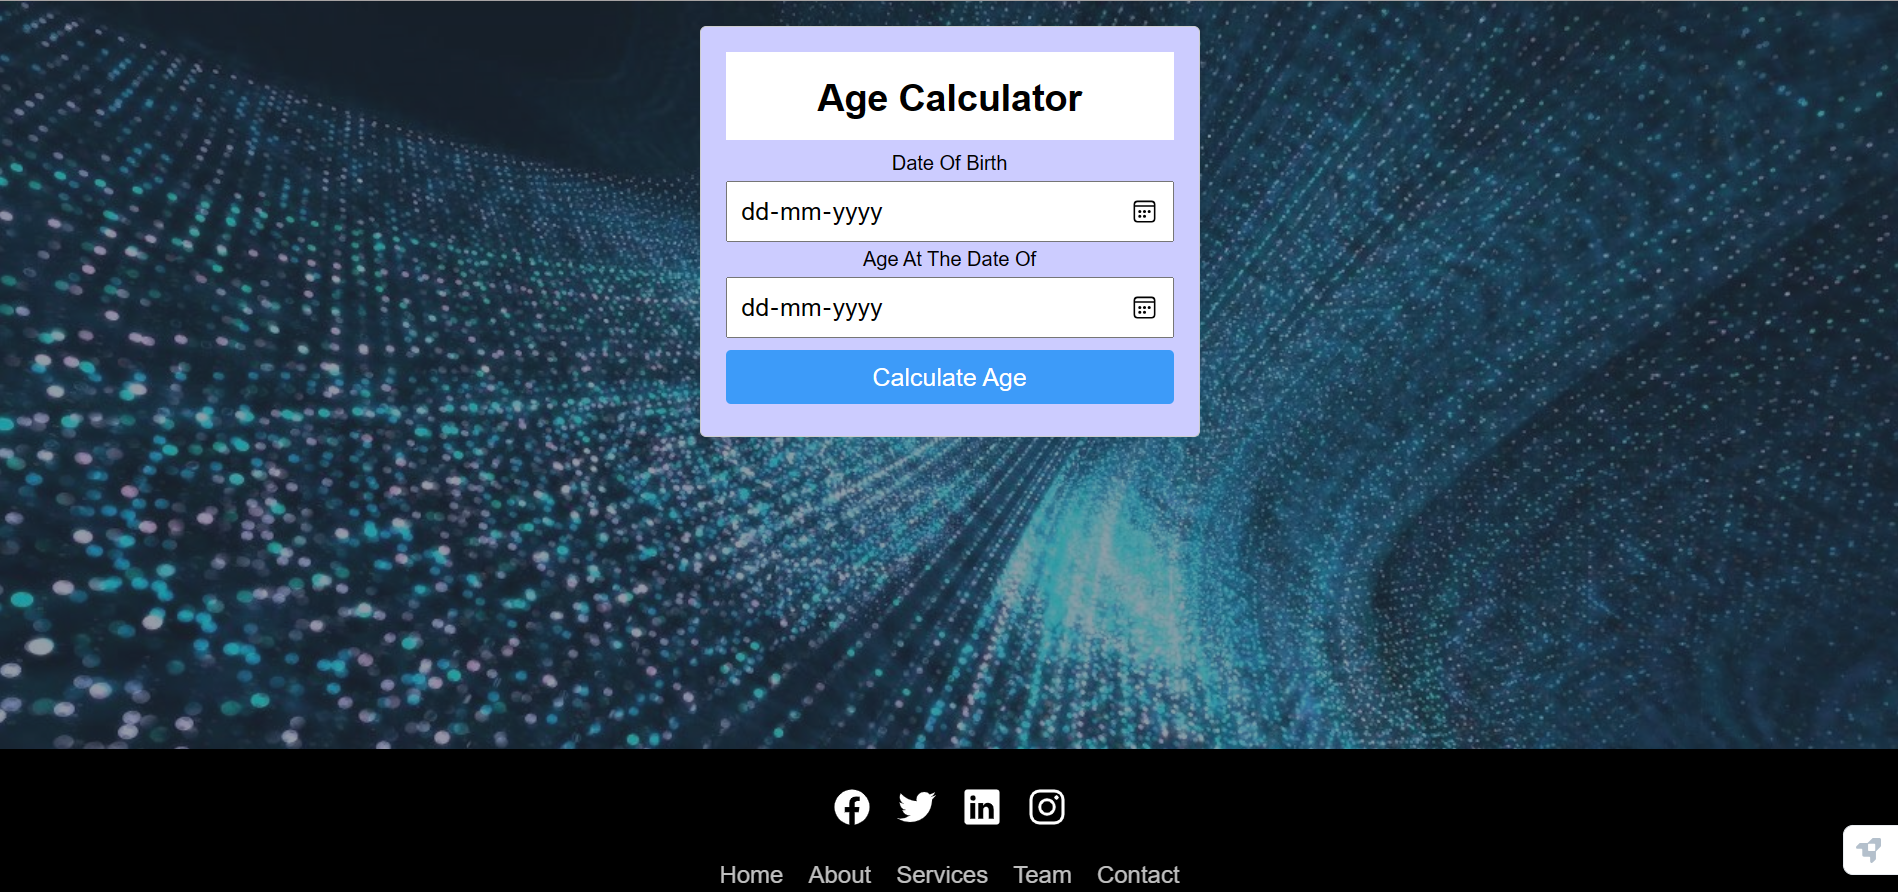 Age Calculator
Date Of Birth
dd-mm-yyyy
Age At The Date Of
dd-mm-yyyy
Calculate Age
Home About Services Team Contact